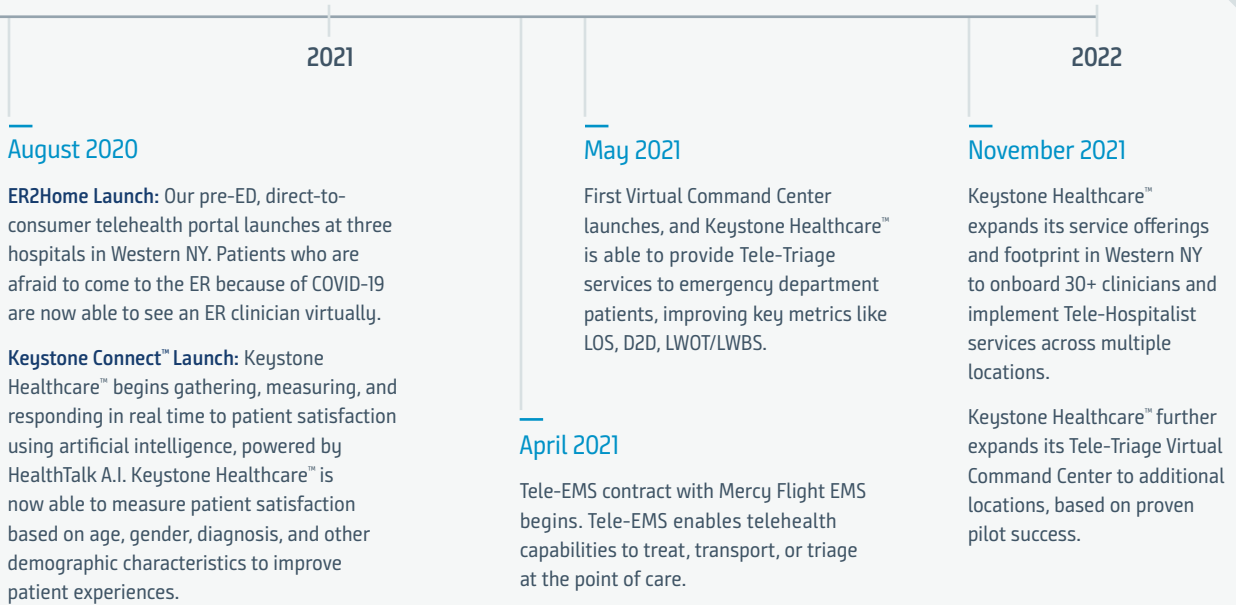 2021
2022
August 2020
ER2Home Launch: Our pre-ED, direct-to-
consumer telehealth portal launches at three
hospitals in Western NY. Patients who are
afraid to come to the ER because of COVID-19
are now able to see an ER clinician virtually.
Keystone Connect™ Launch: Keystone
Healthcare™ begins gathering, measuring, and
responding in real time to patient satisfaction
using artificial intelligence, powered by
HealthTalk A.I. Keystone Healthcare™ is
now able to measure patient satisfaction
based on age, gender, diagnosis, and other
demographic characteristics to improve
patient experiences.
April 2021
Tele-EMS contract with Mercy Flight EMS
begins. Tele-EMS enables telehealth
capabilities to treat, transport, or triage
at the point of care.
May 2021
First Virtual Command Center
launches, and Keystone Healthcare™
is able to provide Tele-Triage
services to emergency department
patients, improving key metrics like
LOS, D2D, LWOT/LWBS.
November 2021
Keystone Healthcare™
expands its service offerings
and footprint in Western NY
to onboard 30+ clinicians and
implement Tele-Hospitalist
services across multiple
locations.
Keystone Healthcare™ further
expands its Tele-Triage Virtual
Command Center to additional
locations, based on proven
pilot success.